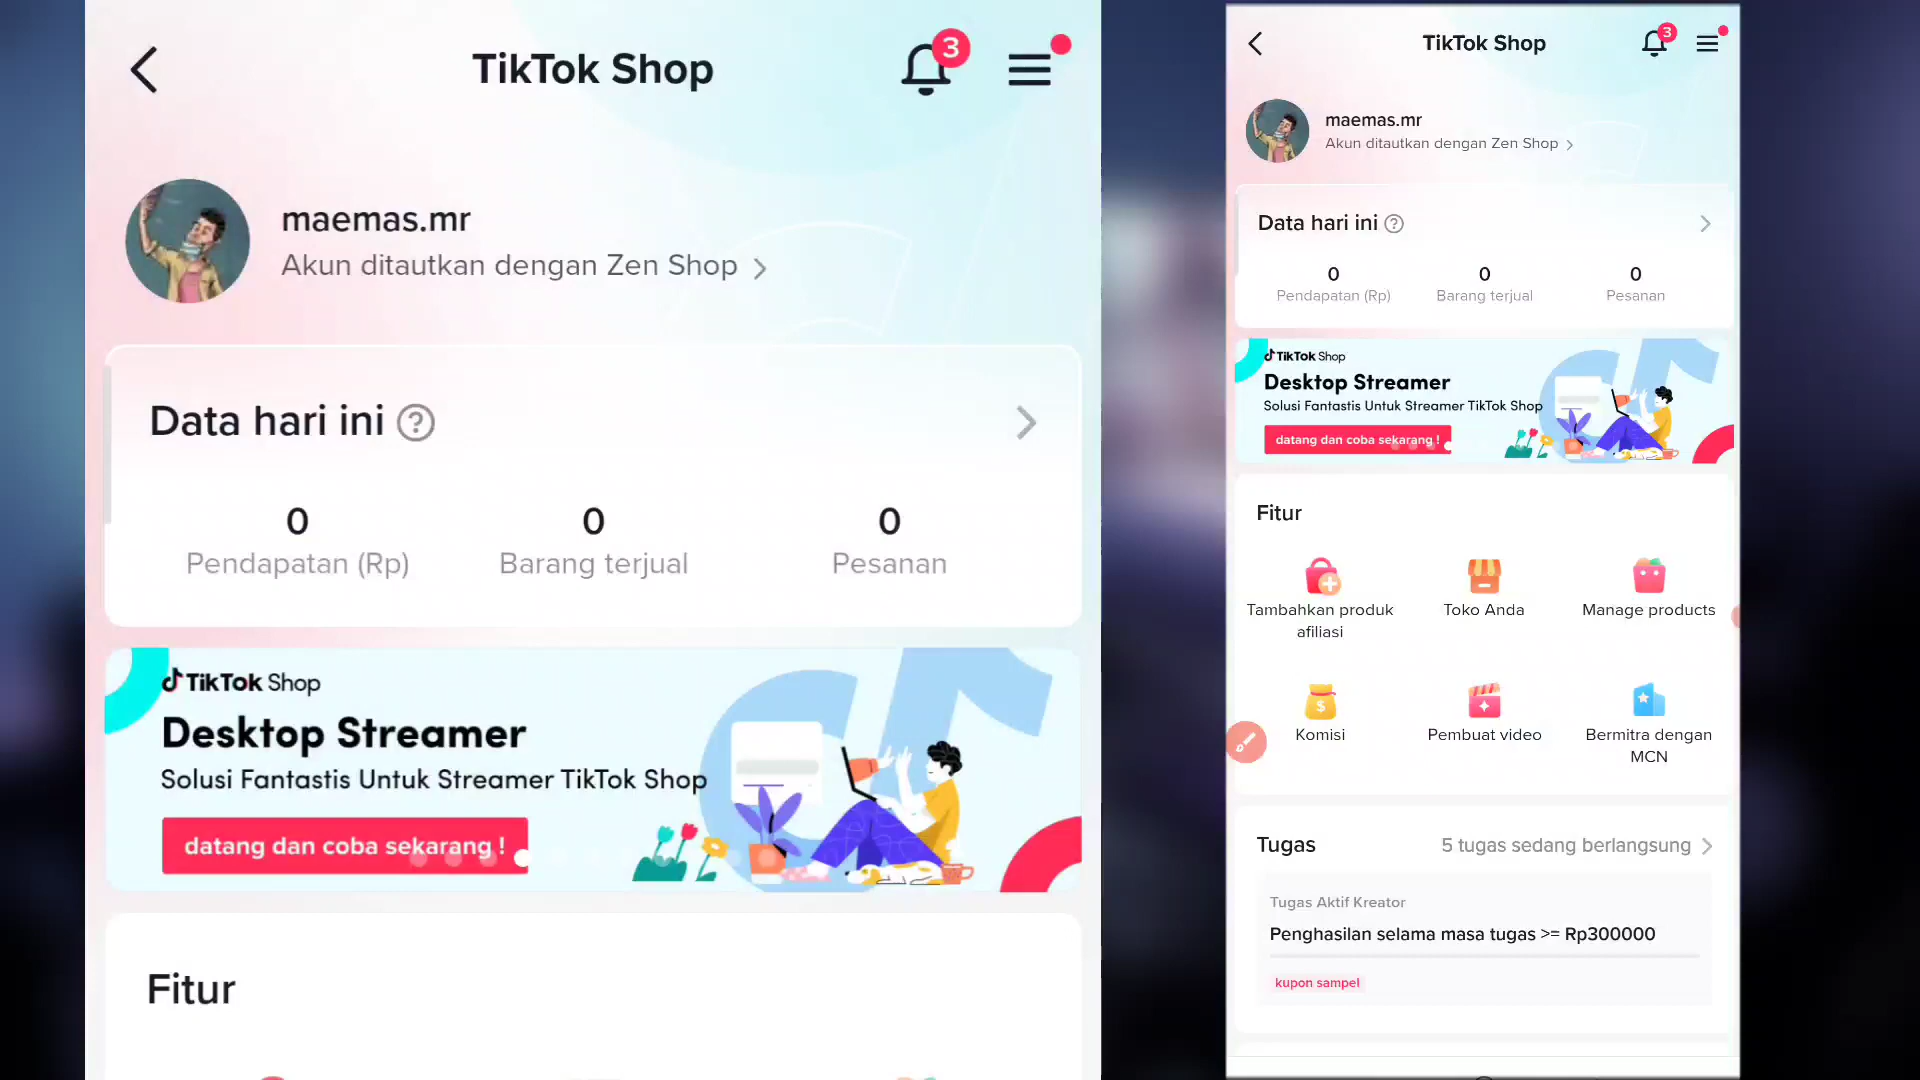 TikTok Shop
3
maemas.mr
Akun ditautkan dengan Zen Shop
Data hari ini
0
0
0
Pendapatan (Rp)
Barang terjual
Pesanan
TikTok Shop
Desktop Streamer
Solusi Fantastis Untuk Streamer TikTok Shop
datang dan coba sekarang !
Fitur
TikTok Shop
3
maemas.mr
Akun ditautkan dengan Zen Shop
Data hari ini
0
0
0
Pendapatan (Rp)
Barang terjual
Pesanan
TikTok Shop
Desktop Streamer
Solusi Fantastis Untuk Streamer TikTok Shop
datang dan coba sekarang !
Fitur
Tambahkan produk
afiliasi
Toko Anda
Manage products
Komisi
Pembuat video
Bermitra dengan
MCN
Tugas
5 tugas sedang berlangsung
Tugas Aktif Kreator
Penghasilan selama masa tugas >= Rp300000
kupon sampel